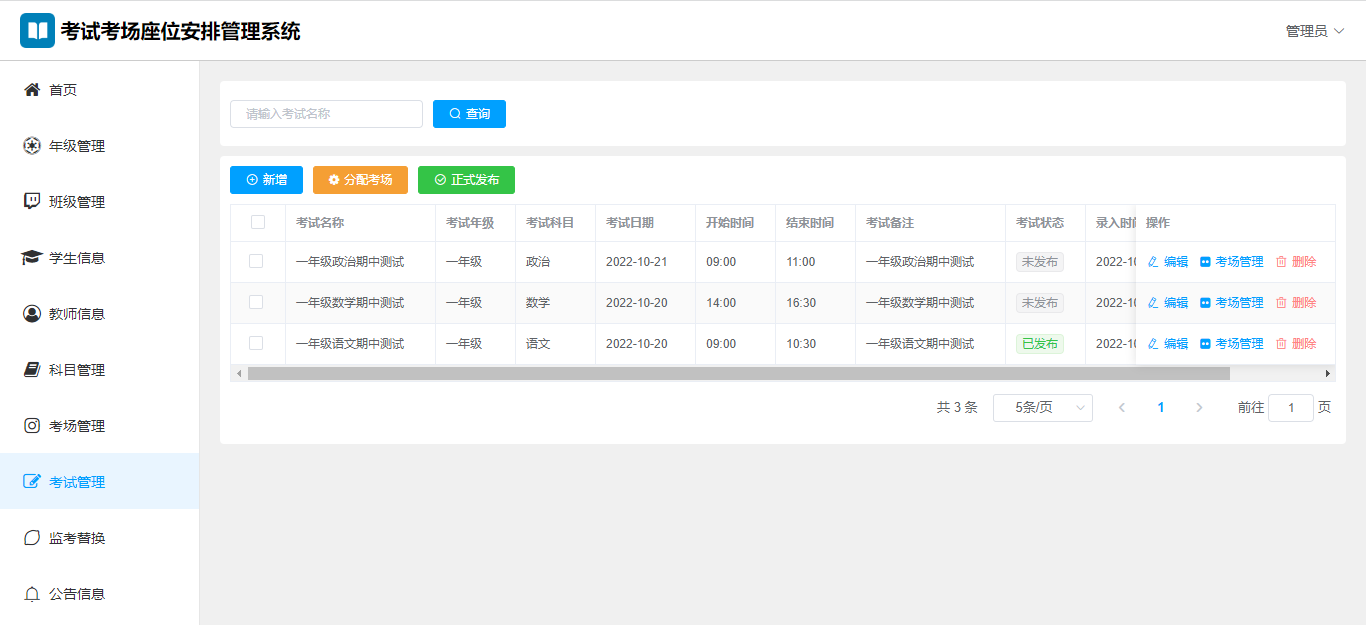 考试考场座位安排管理系统
管理员
首页
年级管理
班级管理
学生信息
教师信息
科目管理
考场管理
考试管理
监考替换
公告信息
请输入考试名称
查询
新增 分配考场 正式发布
考试名称 考试年级 考试科目 考试日期 开始时间 结束时间 考试备注 考试状态 录入时间 操作
一年级政治期中测试 一年级 政治 2022-10-21 09:00 11:00 一年级政治期中测试 未发布 2022-10 编辑 考场管理 删除
一年级数学期中测试 一年级 数学 2022-10-20 14:00 16:30 一年级数学期中测试 未发布 2022-10 编辑 考场管理 删除
一年级语文期中测试 一年级 语文 2022-10-20 09:00 10:30 一年级语文期中测试 已发布 2022-10 编辑 考场管理 删除
共 3 条 5条/页 1 前往 1 页